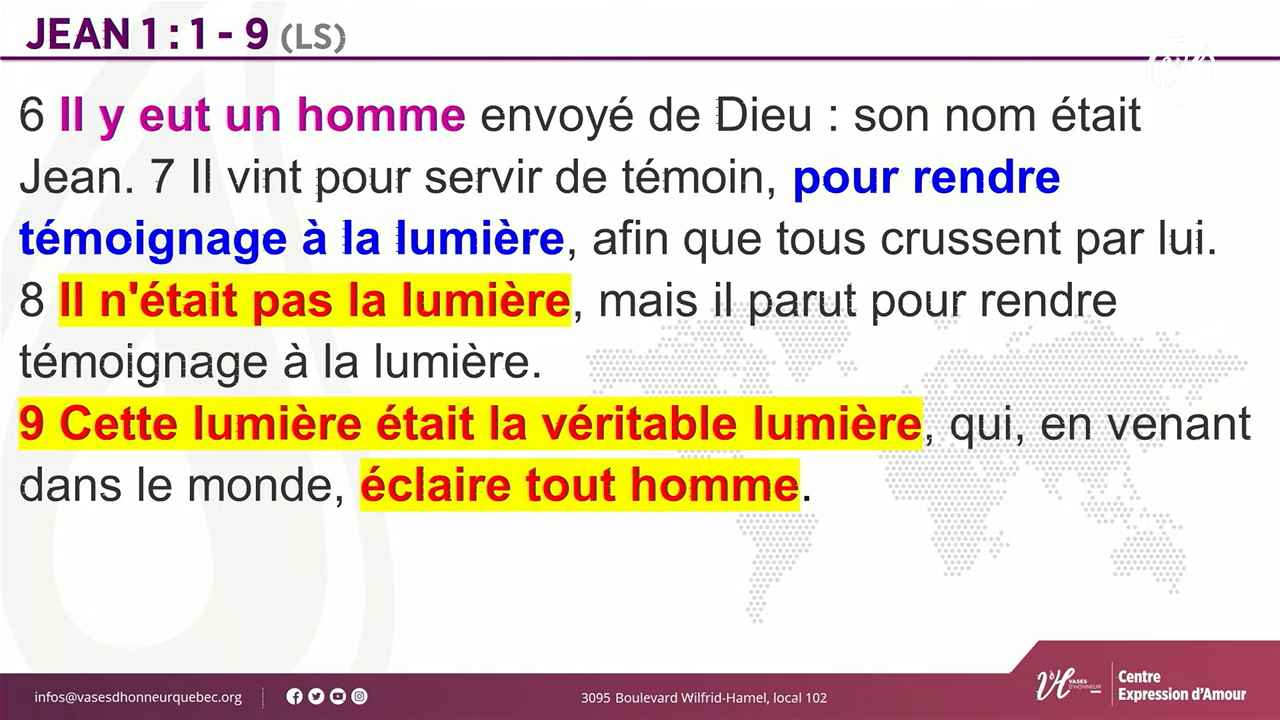 JEAN 1 : 1 - 9 (LS)
6 Il y eut un homme envoyé de Dieu : son nom était
Jean. 7 Il vint pour servir de témoin, pour rendre
témoignage à la lumière, afin que tous crussent par lui.
8 Il n'était pas la lumière, mais il parut pour rendre
témoignage à la lumière.
9 Cette lumière était la véritable lumière, qui, en venant
dans le monde, éclaire tout homme.
infos@vasesdhonneurquebec.org
3095 Boulevard Wilfrid-Hamel, local 102
VASES
D'HONNEUR
Centre
Expression d'Amour